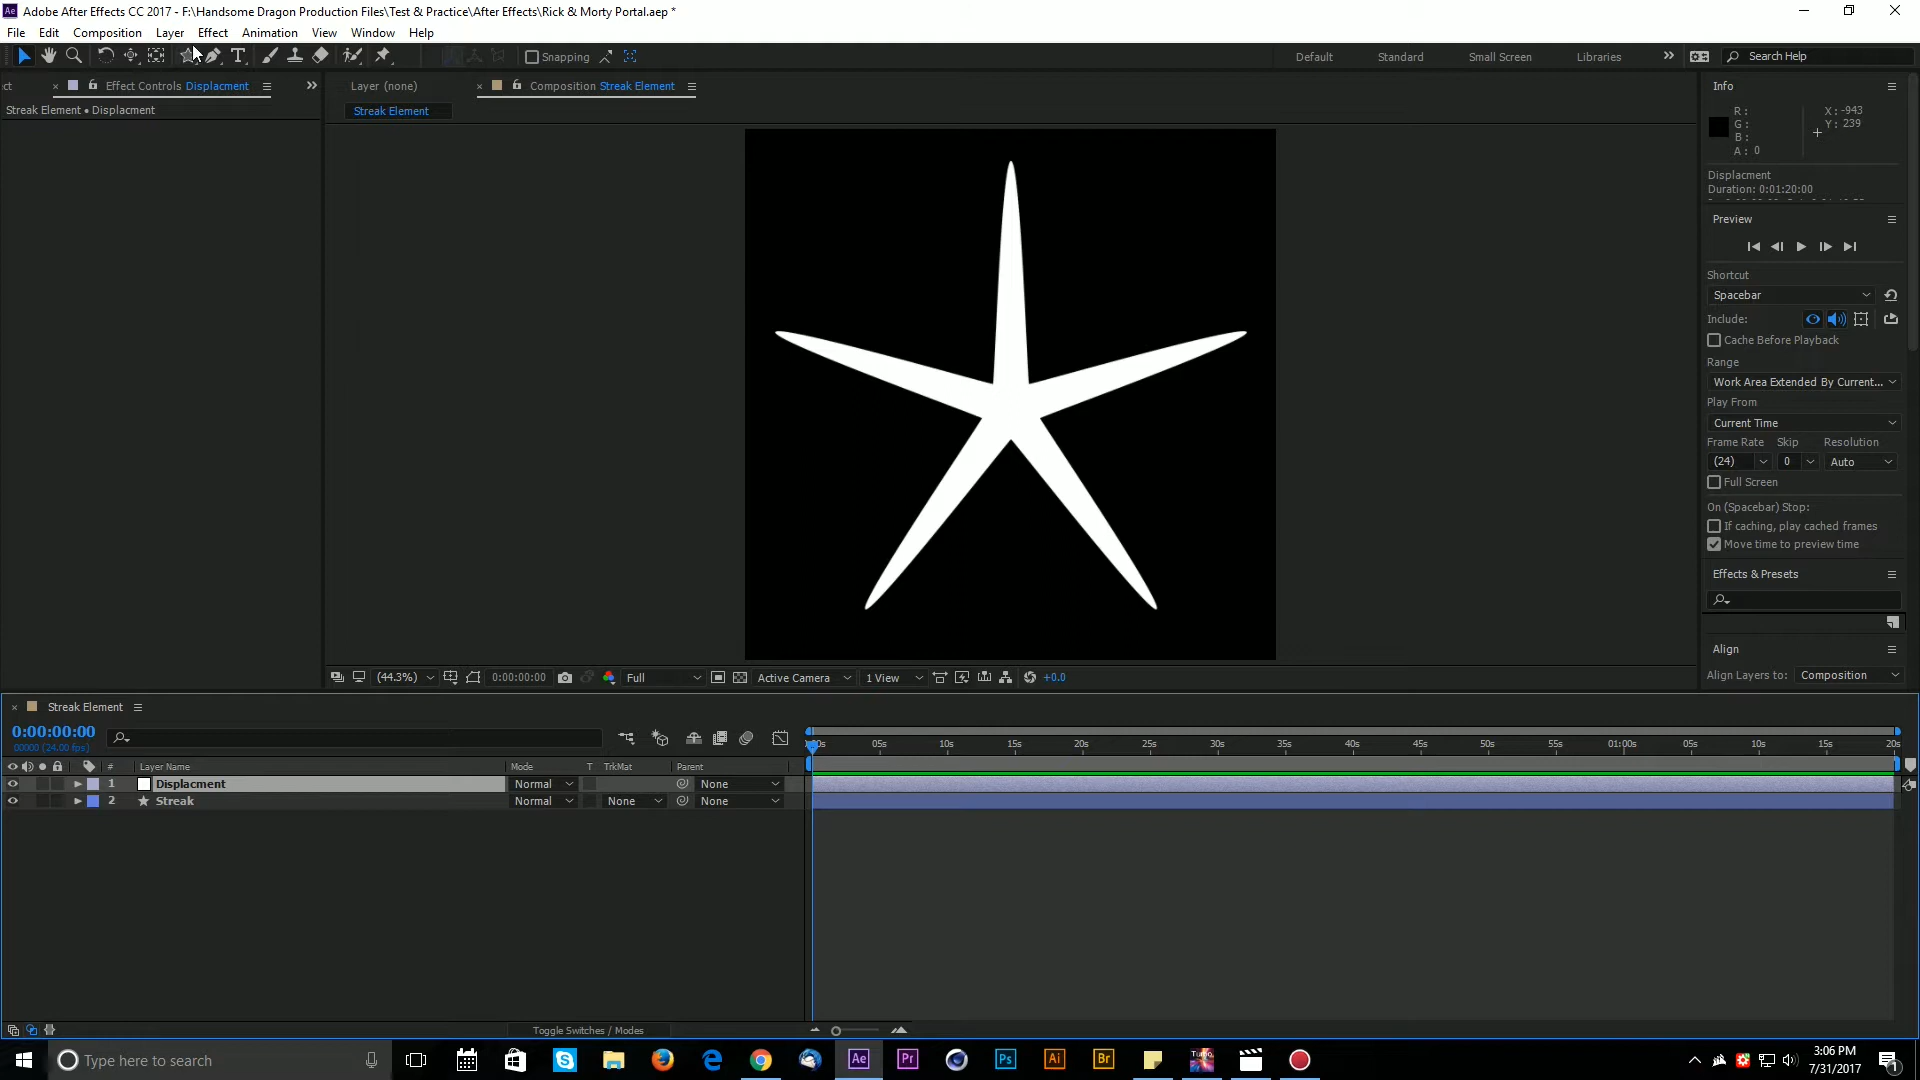 Adobe After Effects CC 2017 - F:\Handsome Dragon Production Files\Test & Practice\After Effects\Rick & Morty Portal.aep *
File Edit Composition Layer Effect Animation View Window Help
Snapping Default Standard Small Screen Libraries Search Help
ct Effect Controls Displacment Layer (none) Composition Streak Element Info
Streak Element • Displacment Streak Element
R : X : -943
G : Y : 239
B :
A : 0
Displacment
Duration: 0:01:20:00
Preview
Shortcut
Spacebar
Include:
Cache Before Playback
Range
Work Area Extended By Current...
Play From
Current Time
Frame Rate Skip Resolution
(24) 0 Auto
Full Screen
On (Spacebar) Stop:
If caching, play cached frames
Move time to preview time
Effects & Presets
Align
Align Layers to: Composition
(44.3%) 0:00:00:00 Full Active Camera 1 View +0.0
Streak Element
0:00:00:00
00000 (24.00 fps)
05s 10s 15s 20s 25s 30s 35s 40s 45s 50s 55s 01:00s 05s 10s 15s 20s
# Layer Name Mode T TrkMat Parent
1 Displacment Normal None
2 Streak Normal None None
Toggle Switches / Modes
Type here to search
Ae Pr Ps Ai Br
3:06 PM
7/31/2017
1